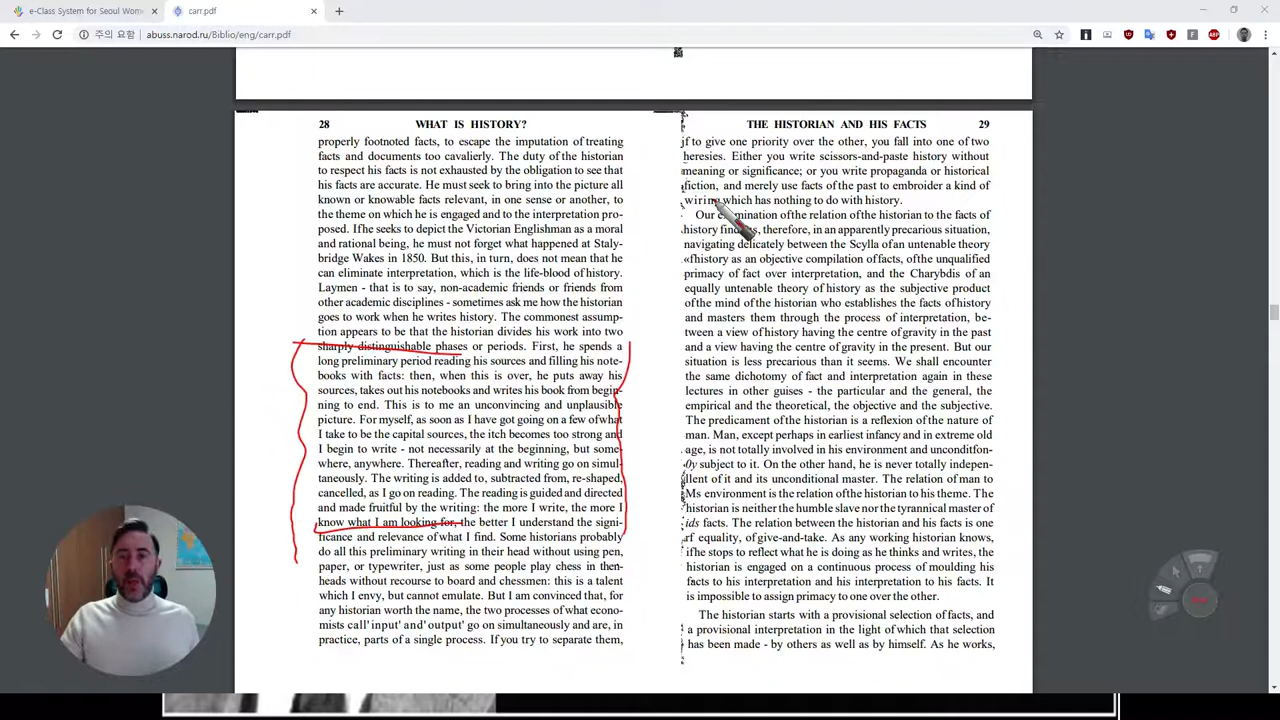 e-Class System for Seoul Wom
carr.pdf
주의 요함
abuss.narod.ru/Biblio/eng/carr.pdf
28 WHAT IS HISTORY?
properly footnoted facts, to escape the imputation of treating
facts and documents too cavalierly. The duty of the historian
to respect his facts is not exhausted by the obligation to see that
his facts are accurate. He must seek to bring into the picture all
known or knowable facts relevant, in one sense or another, to
the theme on which he is engaged and to the interpretation pro-
posed. Ifhe seeks to depict the Victorian Englishman as a moral
and rational being, he must not forget what happened at Staly-
bridge Wakes in 1850. But this, in turn, does not mean that he
can eliminate interpretation, which is the life-blood of history.
Laymen - that is to say, non-academic friends or friends from
other academic disciplines - sometimes ask me how the historian
goes to work when he writes history. The commonest assump-
tion appears to be that the historian divides his work into two
sharply distinguishable phases or periods. First, he spends a
long preliminary period reading his sources and filling his note-
books with facts: then, when this is over, he puts away his
sources, takes out his notebooks and writes his book from begin-
ning to end. This is to me an unconvincing and unplausible
picture. For myself, as soon as I have got going on a few ofwhat
I take to be the capital sources, the itch becomes too strong and
I begin to write - not necessarily at the beginning, but some-
where, anywhere. Thereafter, reading and writing go on simul-
taneously. The writing is added to, subtracted from, re-shaped,
cancelled, as I go on reading. The reading is guided and directed
and made fruitful by the writing: the more I write, the more I
know what I am looking for, the better I understand the signi-
ficance and relevance of what I find. Some historians probably
do all this preliminary writing in their head without using pen,
paper, or typewriter, just as some people play chess in then-
heads without recourse to board and chessmen: this is a talent
which I envy, but cannot emulate. But I am convinced that, for
any historian worth the name, the two processes of what econo-
mists call' input' and' output' go on simultaneously and are, in
practice, parts of a single process. If you try to separate them,
THE HISTORIAN AND HIS FACTS 29
if to give one priority over the other, you fall into one of two
heresies. Either you write scissors-and-paste history without
meaning or significance; or you write propaganda or historical
fiction, and merely use facts of the past to embroider a kind of
wiring which has nothing to do with history.
Our examination ofthe relation ofthe historian to the facts of
history finds us, therefore, in an apparently precarious situation,
navigating delicately between the Scylla of an untenable theory
«fhistory as an objective compilation of facts, ofthe unqualified
primacy of fact over interpretation, and the Charybdis of an
equally untenable theory of history as the subjective product
of the mind of the historian who establishes the facts of history
and masters them through the process of interpretation, be-
tween a view of history having the centre of gravity in the past
and a view having the centre of gravity in the present. But our
situation is less precarious than it seems. We shall encounter
the same dichotomy of fact and interpretation again in these
lectures in other guises - the particular and the general, the
empirical and the theoretical, the objective and the subjective.
The predicament of the historian is a reflexion of the nature of
man. Man, except perhaps in earliest infancy and in extreme old
age, is not totally involved in his environment and unconditfon-
0y subject to it. On the other hand, he is never totally indepen-
llent of it and its unconditional master. The relation of man to
Ms environment is the relation ofthe historian to his theme. The
historian is neither the humble slave nor the tyrannical master of
ids facts. The relation between the historian and his facts is one
rf equality, of give-and-take. As any working historian knows,
ifhe stops to reflect what he is doing as he thinks and writes, the
historian is engaged on a continuous process of moulding his
facts to his interpretation and his interpretation to his facts. It
is impossible to assign primacy to one over the other.
The historian starts with a provisional selection of facts, and
a provisional interpretation in the light of which that selection
has been made - by others as well as by himself. As he works,